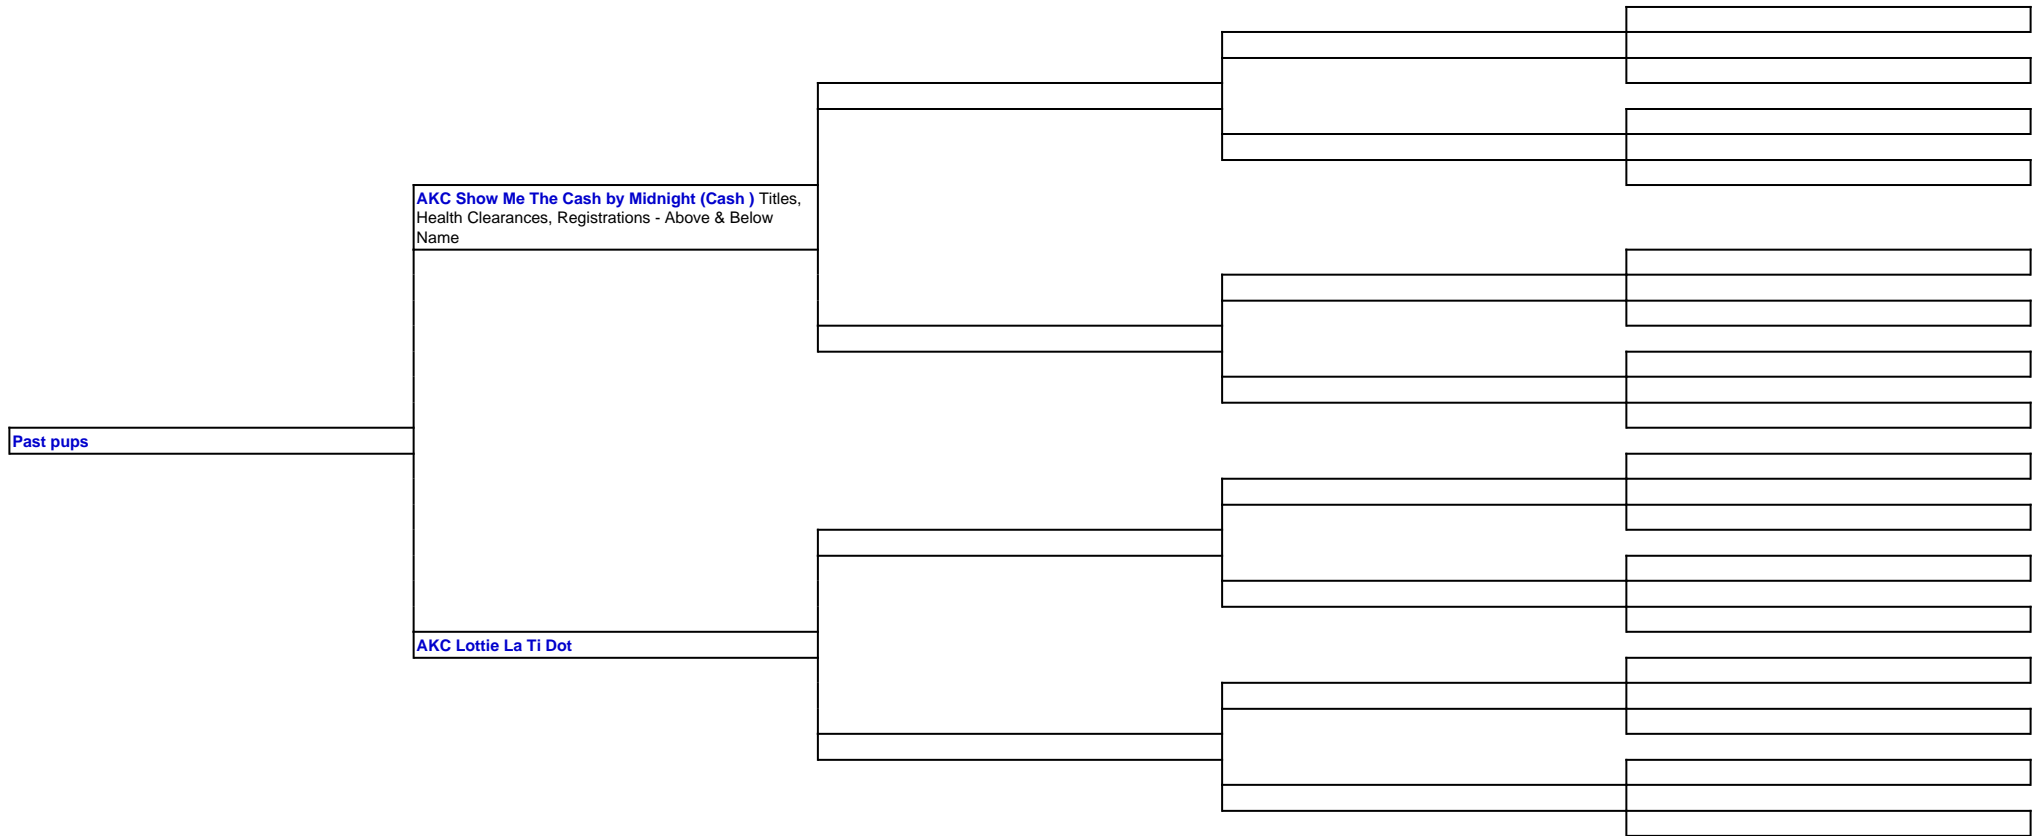 AKC Show Me The Cash by Midnight (Cash ) Titles,
Health Clearances, Registrations - Above & Below
Name
Past pups
AKC Lottie La Ti Dot